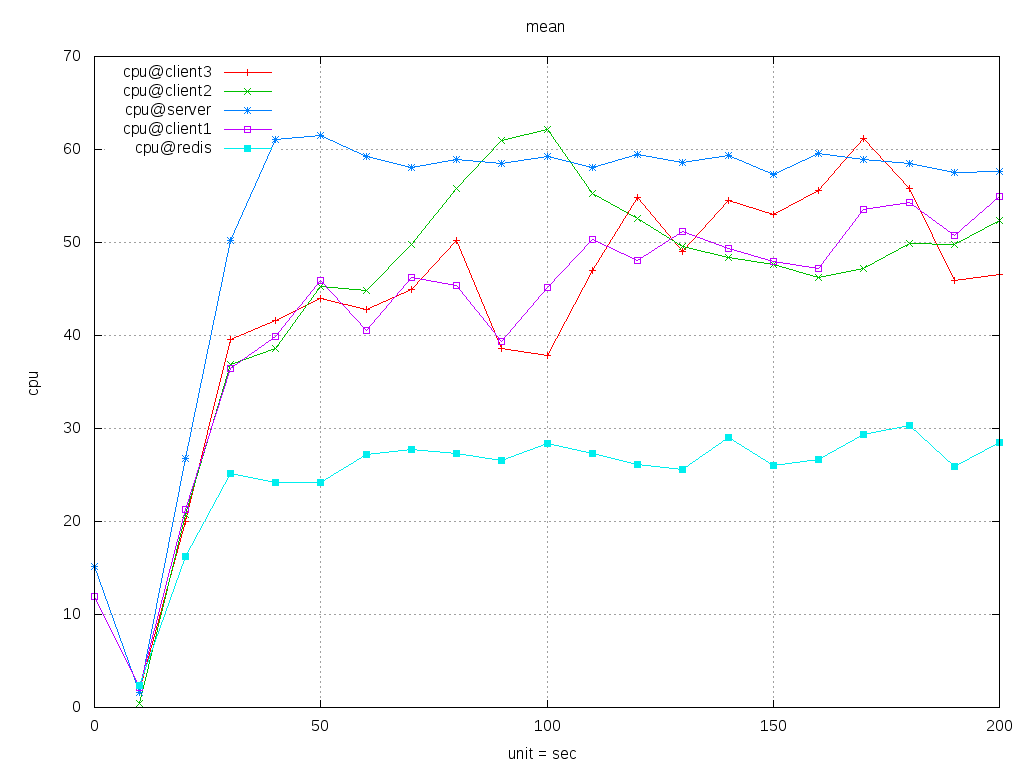 mean
70
60
50
40
30
20
10
0
cpu
cpu@client3
cpu@client2
cpu@server
cpu@client1
cpu@redis
0 50 100 150 200
unit = sec